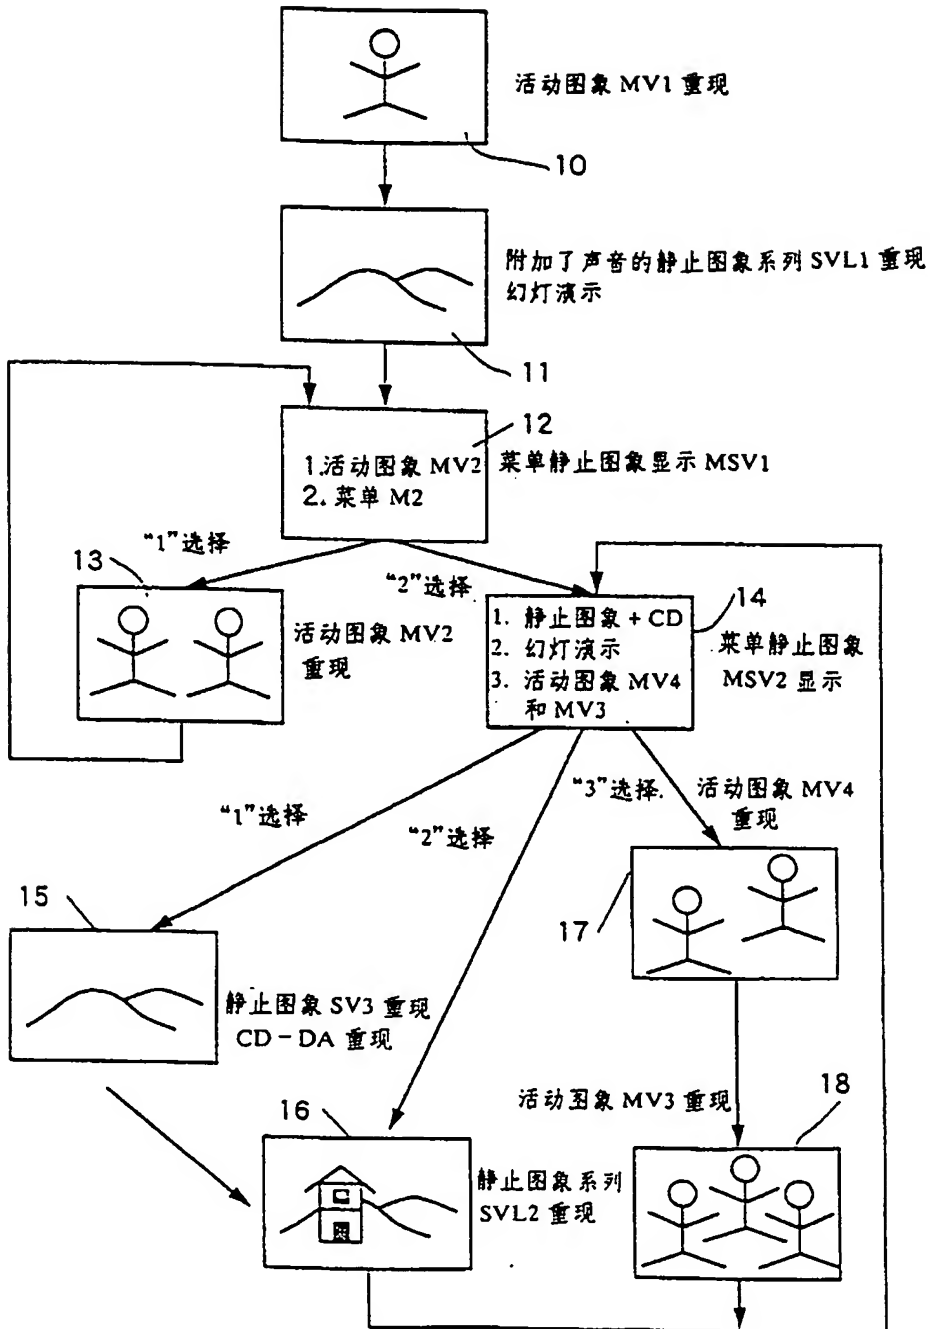 活动图象 MV1 重现
10
附加了声音的静止图象系列 SVL1 重现
幻灯演示
11
12
1.活动图象 MV2
2.菜单 M2
菜单静止图象显示 MSV1
"1"选择
"2"选择
13
活动图象 MV2
重现
14
1. 静止图象 + CD
2. 幻灯演示
3. 活动图象 MV4
和 MV3
菜单静止图象
MSV2 显示
"1"选择
"2"选择
"3"选择.
活动图象 MV4
重现
15
17
静止图象 SV3 重现
CD-DA 重现
16
活动图象 MV3 重现
18
静止图象系列
SVL2 重现